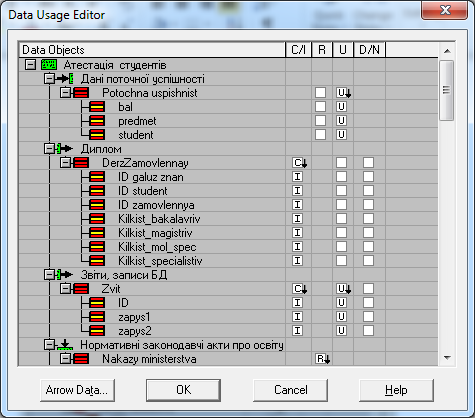 Data Usage Editor
Data Objects C/I R U D/N
Атестація студентів
Дані поточної успішності
Potochna uspishnist U
bal U
predmet U
student U
Диплом
DerzZamovlennay C
ID galuz znan I
ID student I
ID zamovlennya I
Kilkist_bakalavriv I
Kilkist_magistriv I
Kilkist_mol_spec I
Kilkist_specialistiv I
Звіти, записи БД
Zvit C U
ID I U
zapys1 I U
zapys2 I U
Нормативні законодавчі акти про освіту
Nakazy ministerstva R
Arrow Data... OK Cancel Help